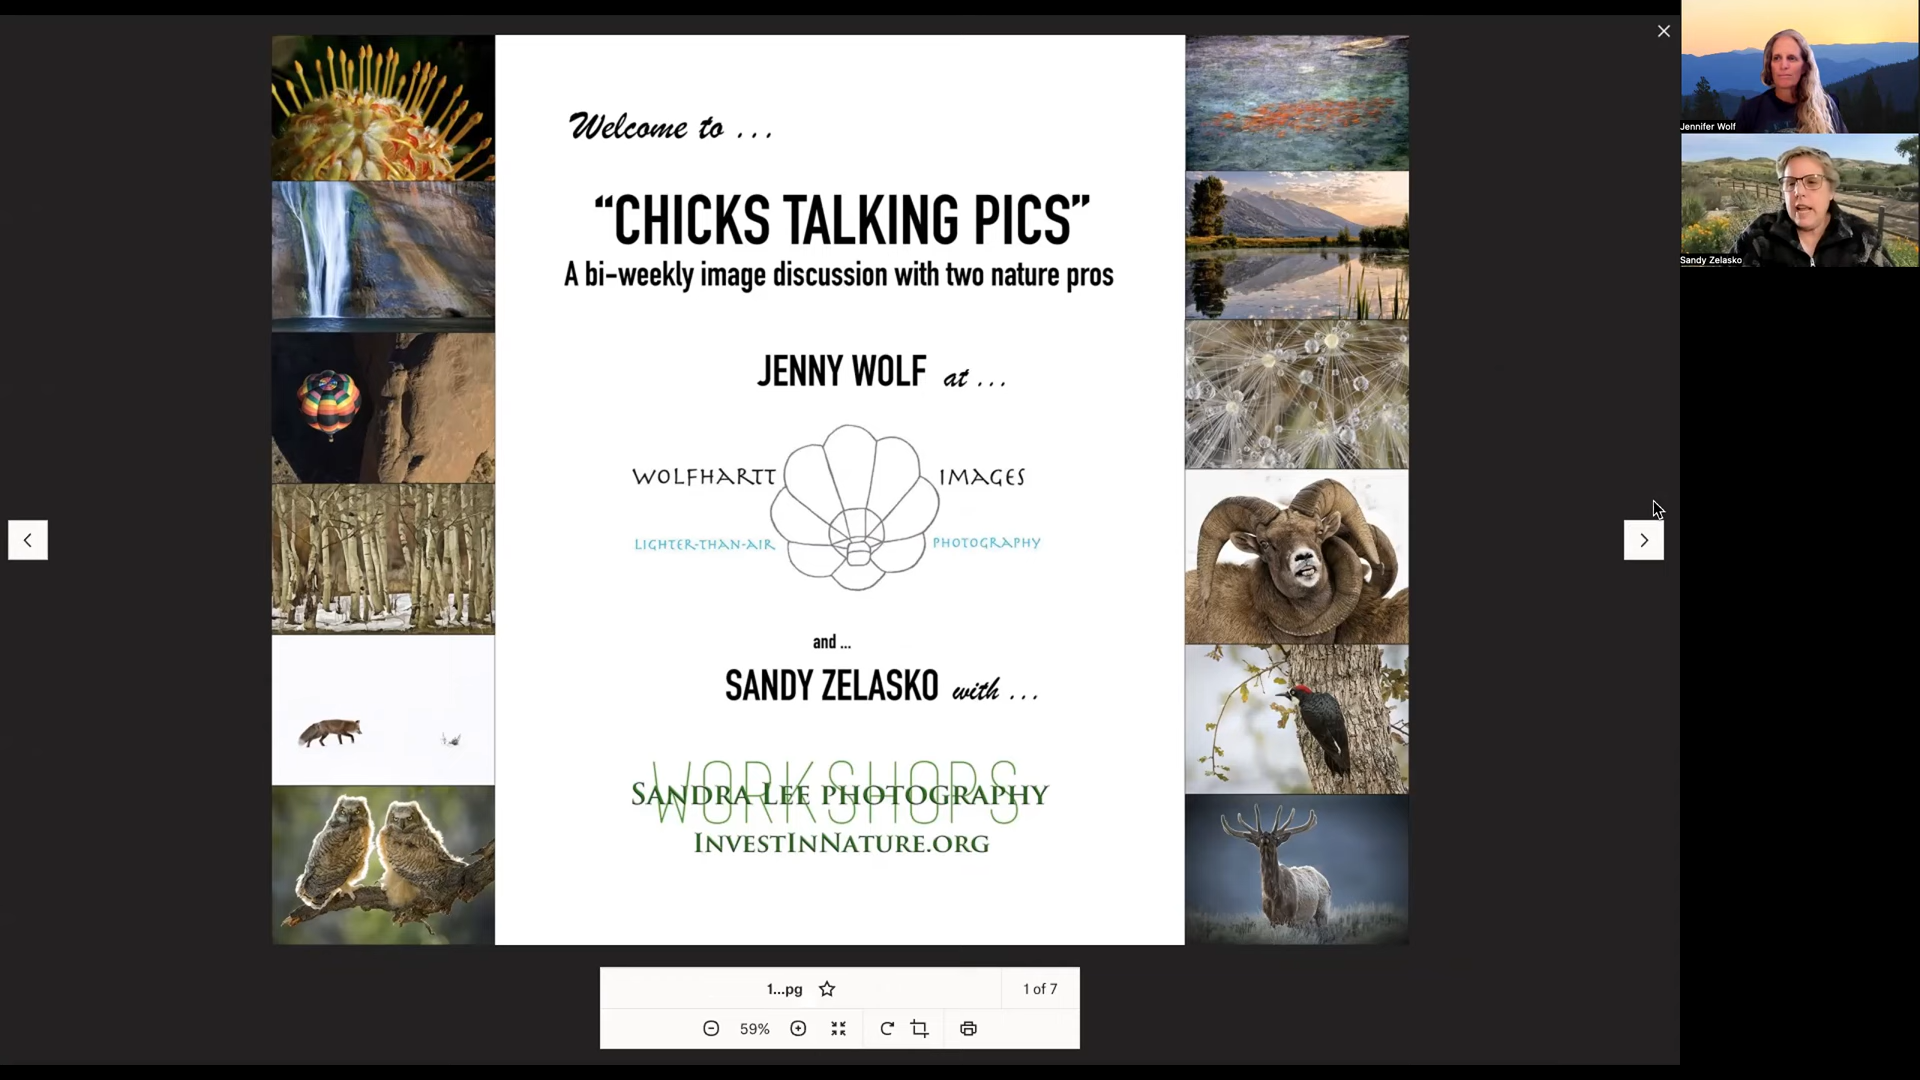 Welcome to ...
“CHICKS TALKING PICS”
A bi-weekly image discussion with two nature pros
JENNY WOLF at ...
WOLFHARTT IMAGES
LIGHTER-THAN-AIR PHOTOGRAPHY
and ...
SANDY ZELASKO with ...
WORKSHOPS
SANDRA LEE PHOTOGRAPHY
INVESTINNATURE.ORG
1...pg
1 of 7
59%
Jennifer Wolf
Sandy Zelasko